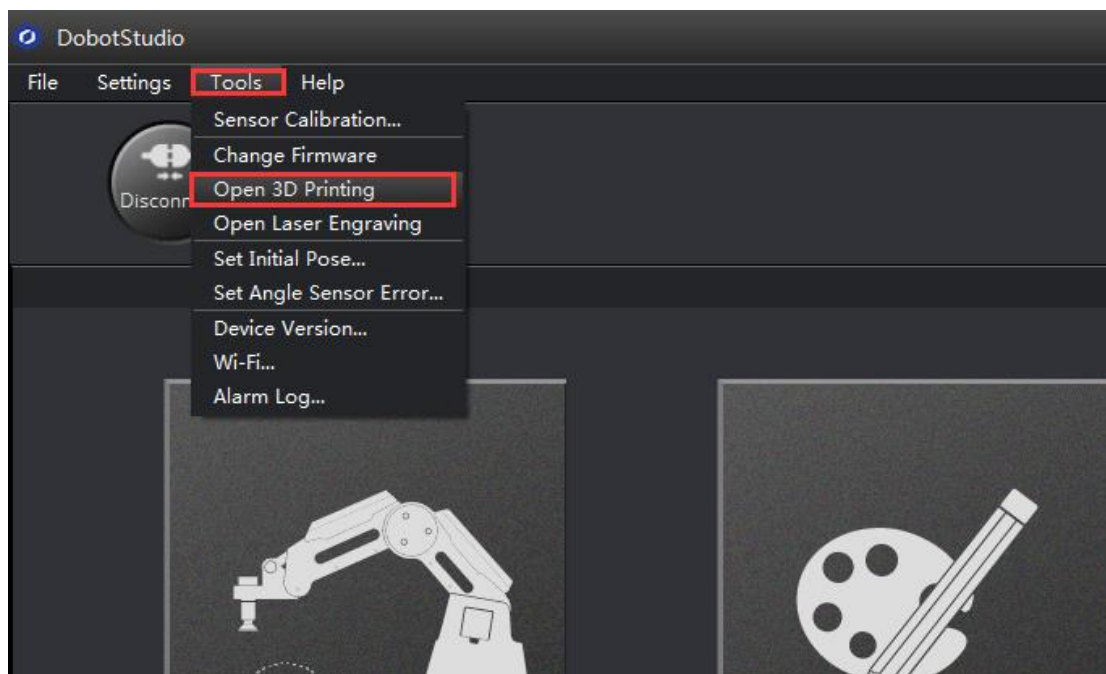 DobotStudio
File Settings Tools Help
Sensor Calibration...
Change Firmware
Open 3D Printing
Open Laser Engraving
Set Initial Pose...
Set Angle Sensor Error...
Device Version...
Wi-Fi...
Alarm Log...